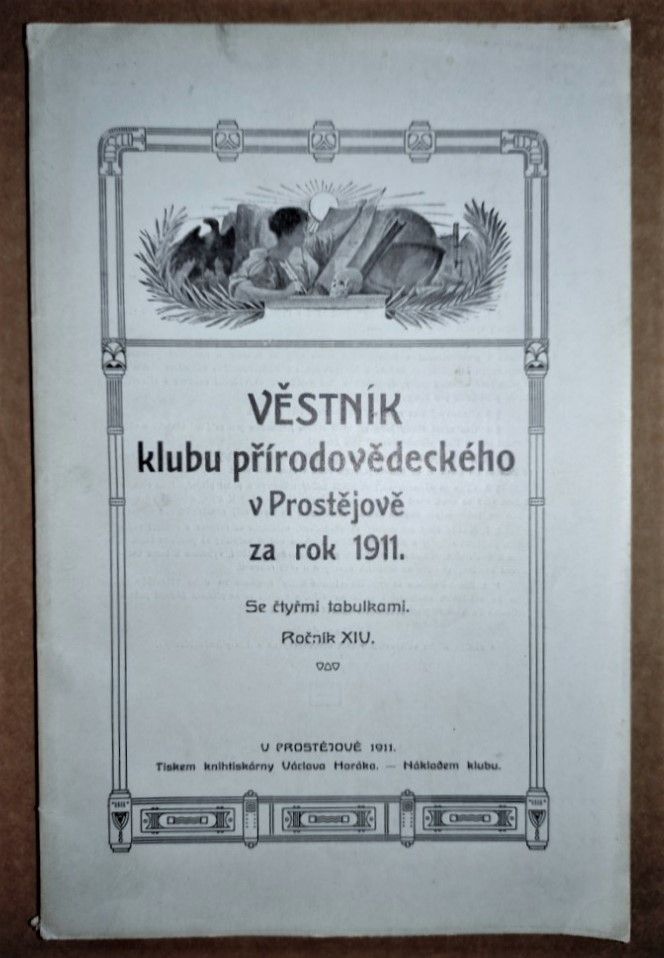 VĚSTNÍK
klubu přírodovědeckého
v Prostějově
za rok 1911.
Se čtyřmi tabulkami.
Ročník XIV.
V PROSTĚJOVĚ 1911.
Tiskem knihtiskárny Václava Horáka. — Nákladem klubu.